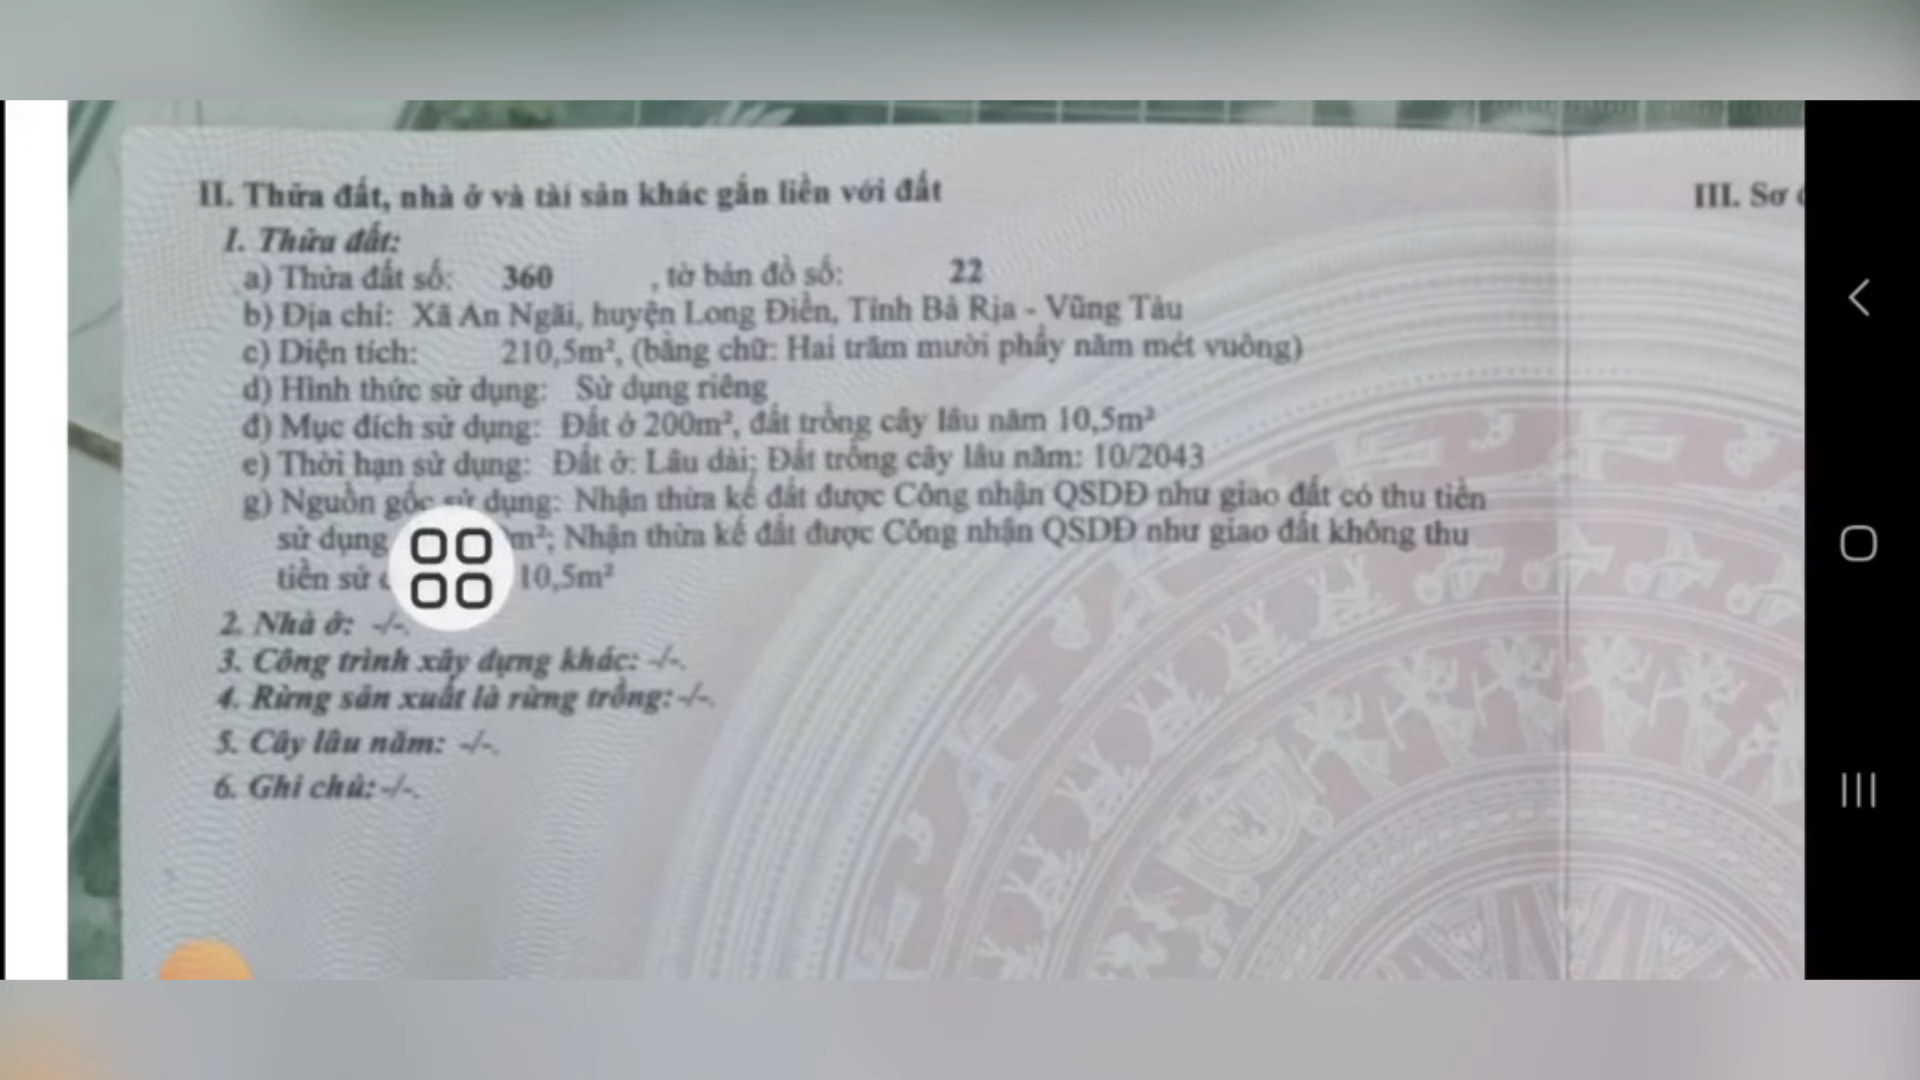 II. Thửa đất, nhà ở và tài sản khác gắn liền với đất
III. Sơ
1. Thửa đất:
a) Thửa đất số: 360 , tờ bản đồ số: 22
b) Địa chỉ: Xã An Ngãi, huyện Long Điền, Tỉnh Bà Rịa - Vũng Tàu
c) Diện tích: 210,5m², (bằng chữ: Hai trăm mười phẩy năm mét vuông)
d) Hình thức sử dụng: Sử dụng riêng
đ) Mục đích sử dụng: Đất ở 200m², đất trồng cây lâu năm 10,5m²
e) Thời hạn sử dụng: Đất ở: Lâu dài; Đất trồng cây lâu năm: 10/2043
g) Nguồn gốc sử dụng: Nhận thừa kế đất được Công nhận QSDĐ như giao đất có thu tiền
sử dụng m²; Nhận thừa kế đất được Công nhận QSDĐ như giao đất không thu
tiền sử 10,5m²
2. Nhà ở: -/-.
3. Công trình xây dựng khác: -/-.
4. Rừng sản xuất là rừng trồng: -/-.
5. Cây lâu năm: -/-.
6. Ghi chú: -/-.